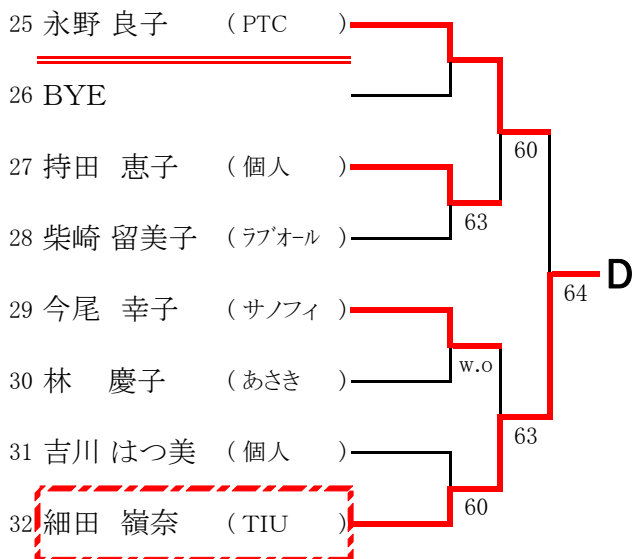 25 永野 良子 ( PTC )
26 BYE
60
27 持田 恵子 ( 個人 )
63
28 柴崎 留美子 ( ラブオール )
64 D
29 今尾 幸子 ( サノフィ )
w.o
30 林 慶子 ( あさき )
63
31 吉川 はつ美 ( 個人 )
60
32 細田 嶺奈 ( TIU )